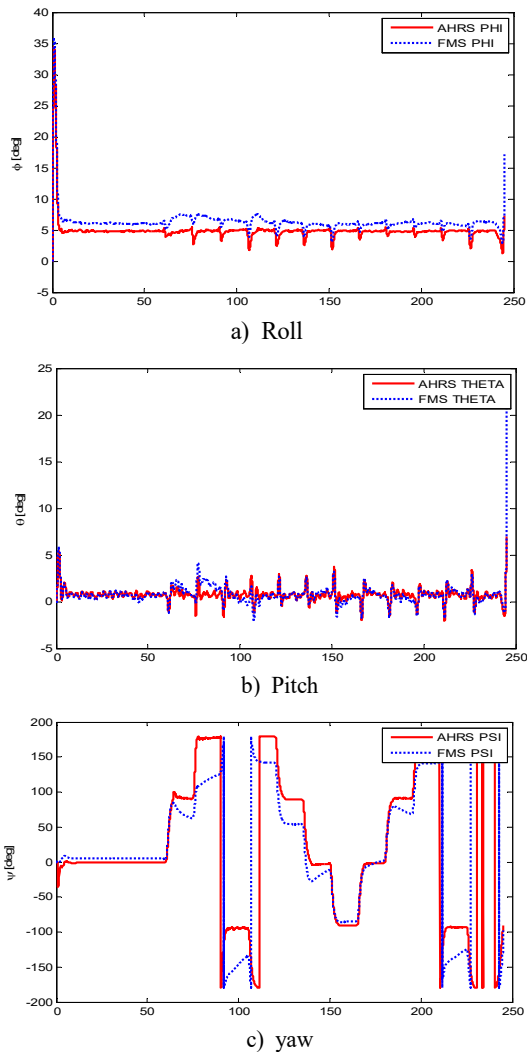 40
35
30
25
20
15
10
5
0
-5
ϕ [deg]
AHRS PHI
FMS PHI
0 50 100 150 200 250
a) Roll
25
20
15
10
5
0
-5
θ [deg]
AHRS THETA
FMS THETA
0 50 100 150 200 250
b) Pitch
200
150
100
50
0
-50
-100
-150
-200
ψ [deg]
AHRS PSI
FMS PSI
0 50 100 150 200 250
c) yaw